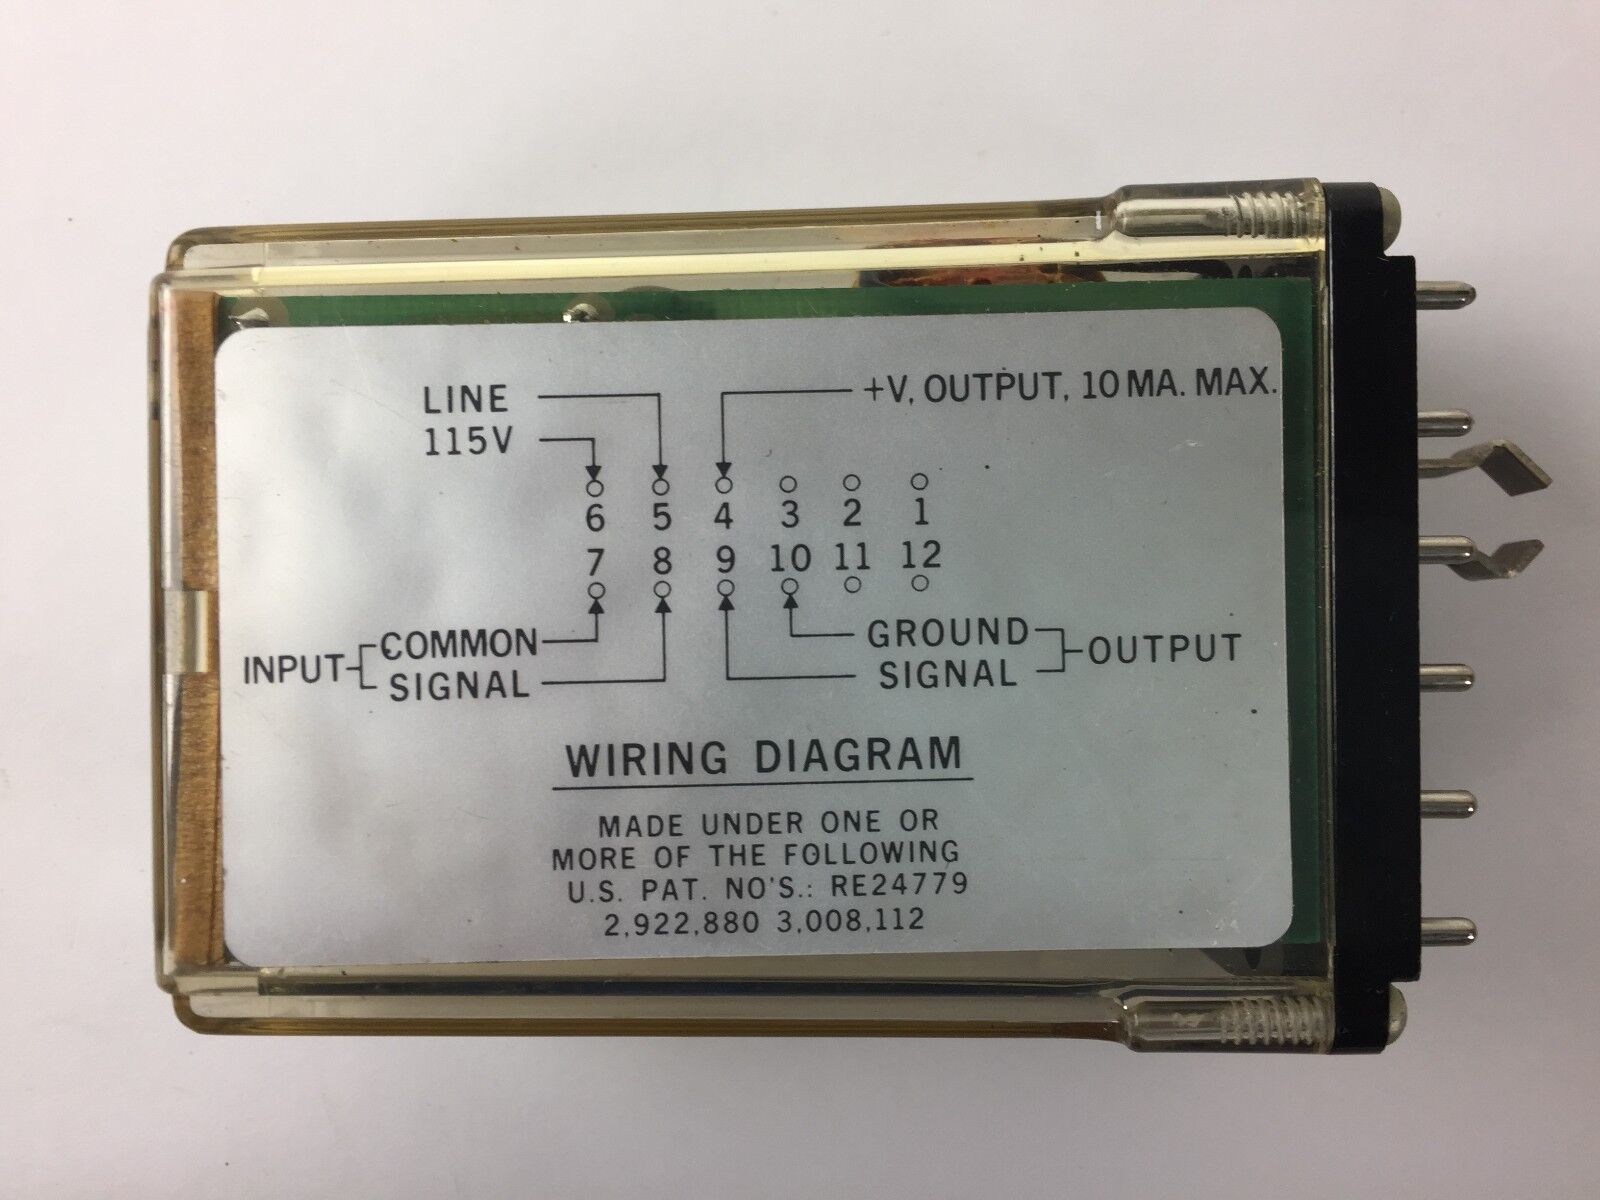 LINE
115V
+V, OUTPUT, 10 MA. MAX.
6 5 4 3 2 1
7 8 9 10 11 12
INPUT COMMON GROUND OUTPUT
SIGNAL SIGNAL
WIRING DIAGRAM
MADE UNDER ONE OR
MORE OF THE FOLLOWING
U.S. PAT. NO'S.: RE24779
2,922,880 3,008,112